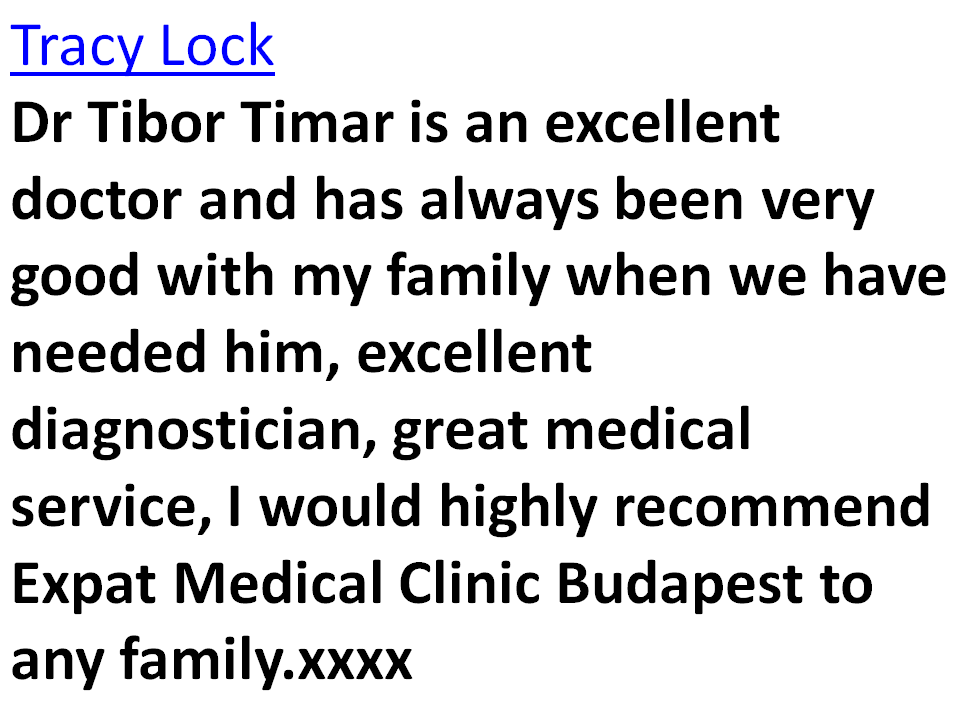 Tracy Lock
Dr Tibor Timar is an excellent
doctor and has always been very
good with my family when we have
needed him, excellent
diagnostician, great medical
service, I would highly recommend
Expat Medical Clinic Budapest to
any family.xxxx